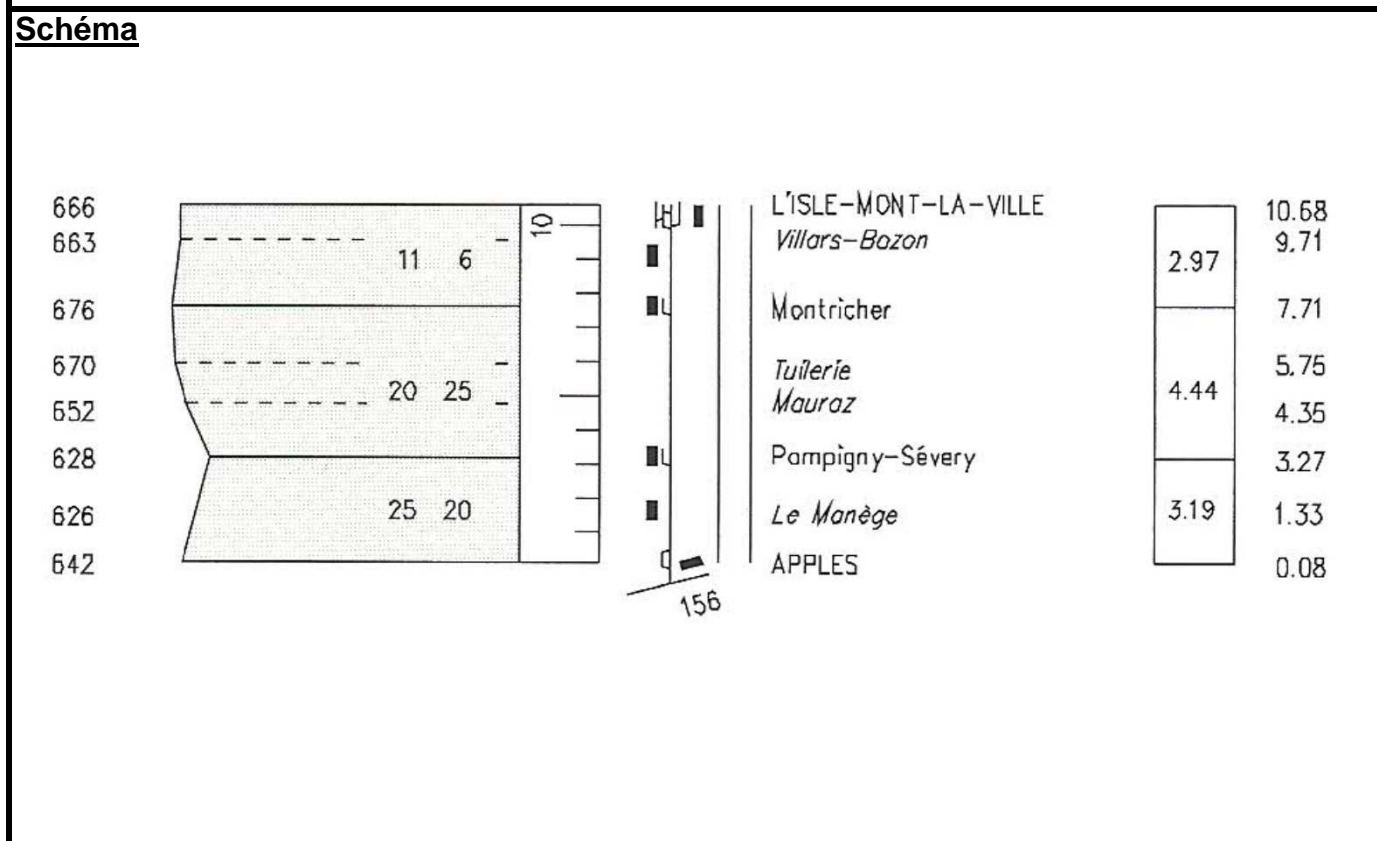 Schéma
666 10 L'ISLE-MONT-LA-VILLE 10.68
663 Villars-Bozon 9.71
11 6 2.97
676 Montricher 7.71
670 Tuilerie 5.75
20 25 4.44
652 Mauraz 4.35
628 Pampigny-Sévery 3.27
626 25 20 Le Manège 3.19 1.33
642 APPLES 0.08
156